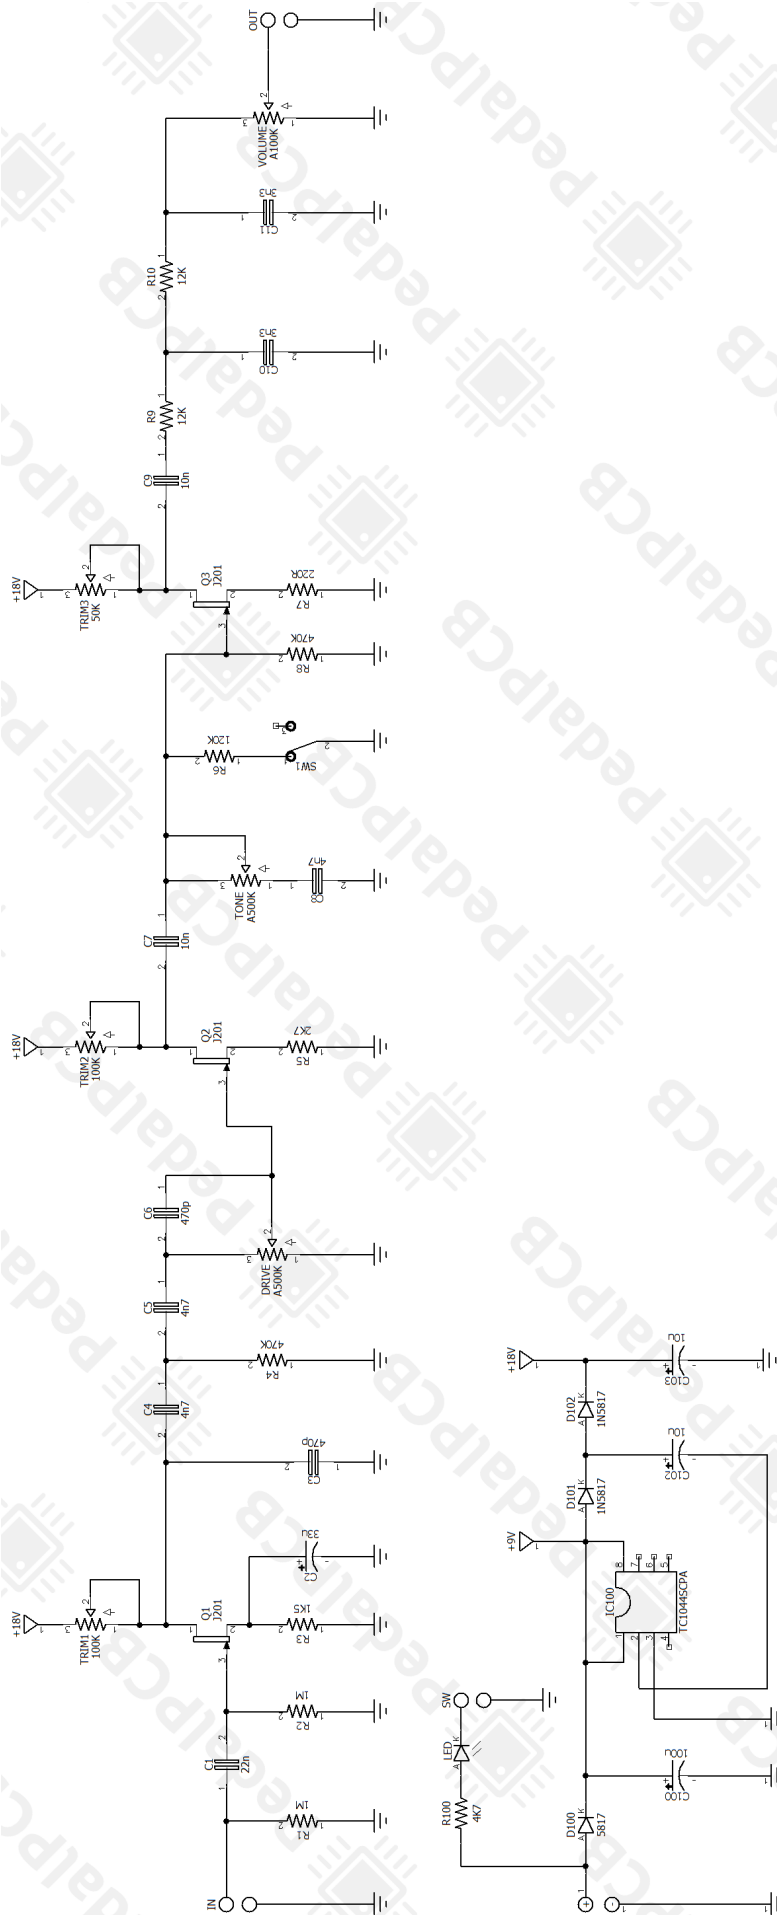 IN
R1
1M
C1
22n
R2
1M
+18V
TRIM1
100K
Q1
J201
R3
1K5
C2
33u
C3
470p
C4
4n7
R4
470K
C5
4n7
DRIVE
A500K
C6
470p
+18V
TRIM2
100K
Q2
J201
R5
2K7
C7
10n
TONE
A500K
C8
4n7
R6
120K
SW1
R8
470K
+18V
TRIM3
50K
Q3
J201
R7
220R
C9
10n
R9
12K
C10
3n3
R10
12K
C11
3n3
VOLUME
A100K
OUT
R100
4K7
LED
SW
D100
5817
C100
100u
+9V
IC100
TC1044SCPA
D101
1N5817
C102
10u
D102
1N5817
+18V
C103
10u
PedalPCB